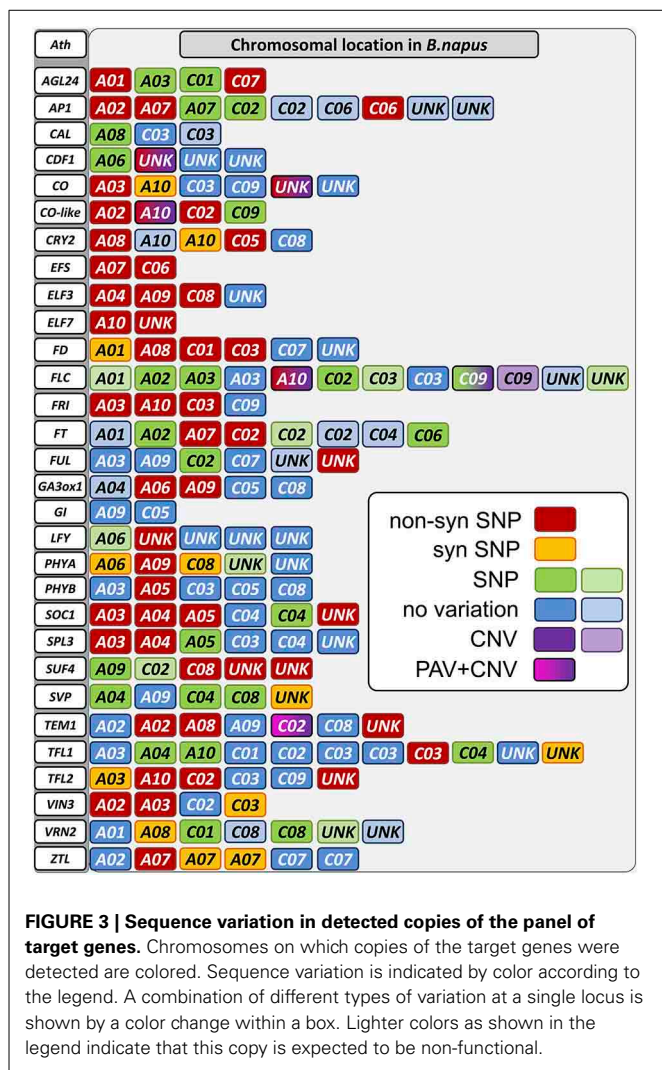 Ath Chromosomal location in B.napus
AGL24 A01 A03 C01 C07
AP1 A02 A07 A07 C02 C02 C06 C06 UNK UNK
CAL A08 C03 C03
CDF1 A06 UNK UNK UNK
CO A03 A10 C03 C09 UNK UNK
CO-like A02 A10 C02 C09
CRY2 A08 A10 A10 C05 C08
EFS A07 C06
ELF3 A04 A09 C08 UNK
ELF7 A10 UNK
FD A01 A08 C01 C03 C07 UNK
FLC A01 A02 A03 A03 A10 C02 C03 C03 C09 C09 UNK UNK
FRI A03 A10 C03 C09
FT A01 A02 A07 C02 C02 C02 C04 C06
FUL A03 A09 C02 C07 UNK UNK
GA3ox1 A04 A06 A09 C05 C08
GI A09 C05
LFY A06 UNK UNK UNK UNK
PHYA A06 A09 C08 UNK UNK
PHYB A03 A05 C03 C05 C08
SOC1 A03 A04 A05 C04 C04 UNK
SPL3 A03 A04 A05 C03 C04 UNK
SUF4 A09 C02 C08 UNK UNK
SVP A04 A09 C04 C08 UNK
TEM1 A02 A02 A08 A09 C02 C08 UNK
TFL1 A03 A04 A10 C01 C02 C03 C03 C03 C04 UNK UNK
TFL2 A03 A10 C02 C03 C09 UNK
VIN3 A02 A03 C02 C03
VRN2 A01 A08 C01 C08 C08 UNK UNK
ZTL A02 A07 A07 A07 C07 C07
non-syn SNP
syn SNP
SNP
no variation
CNV
PAV+CNV
FIGURE 3 | Sequence variation in detected copies of the panel of
target genes. Chromosomes on which copies of the target genes were
detected are colored. Sequence variation is indicated by color according to
the legend. A combination of different types of variation at a single locus is
shown by a color change within a box. Lighter colors as shown in the
legend indicate that this copy is expected to be non-functional.